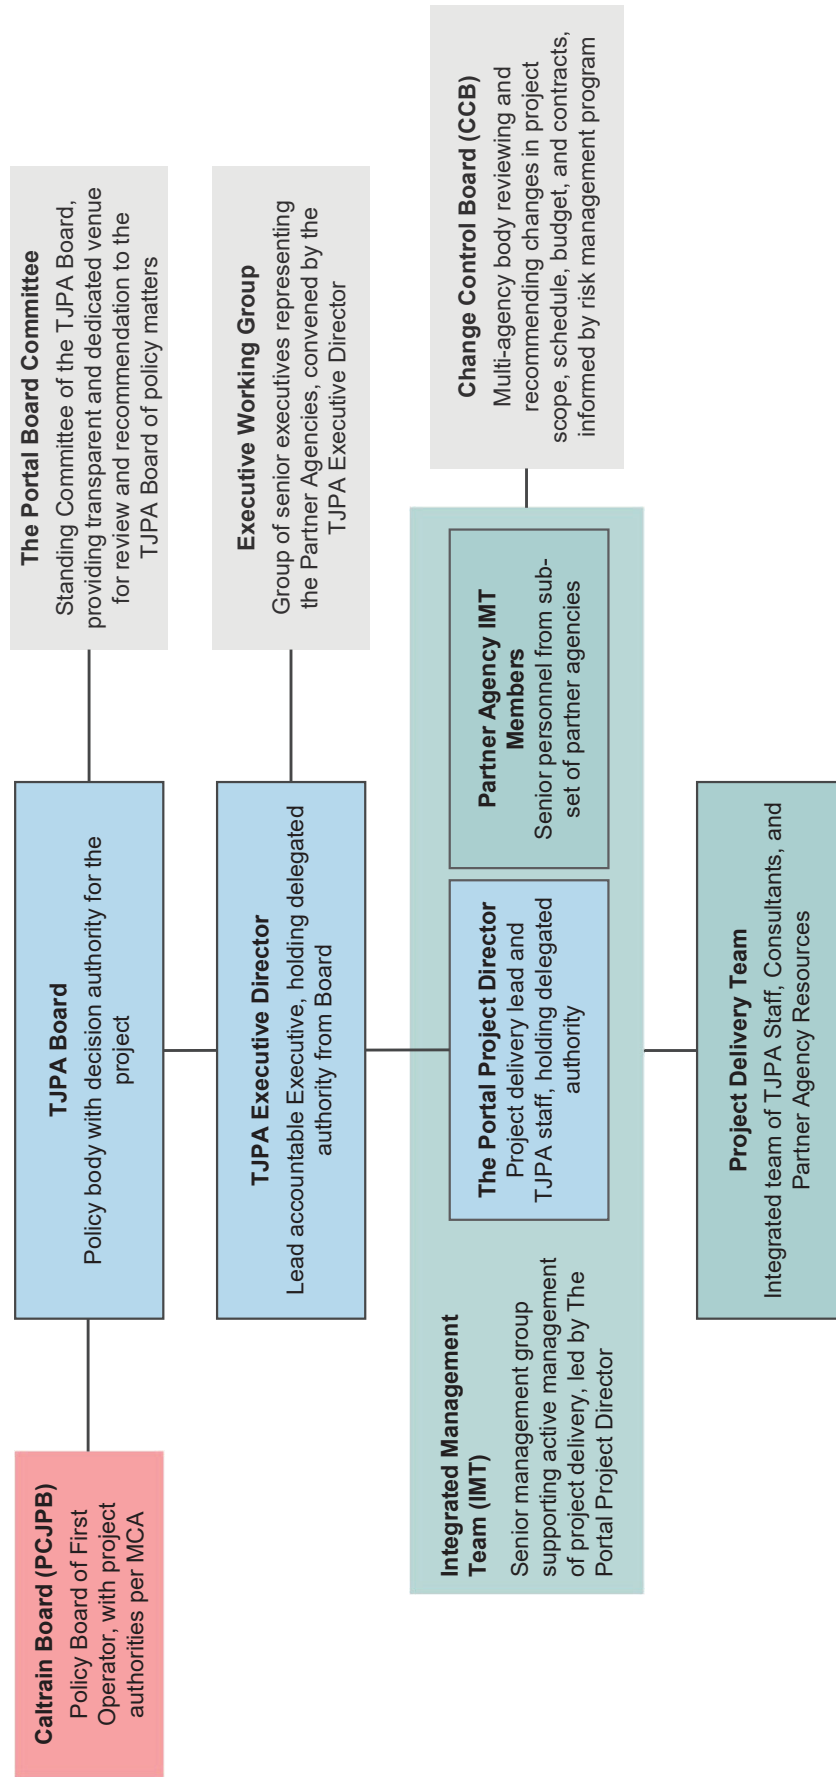 Caltrain Board (PCJPB)
Policy Board of First
Operator, with project
authorities per MCA
TJPA Board
Policy body with decision authority for the
project
The Portal Board Committee
Standing Committee of the TJPA Board,
providing transparent and dedicated venue
for review and recommendation to the
TJPA Board of policy matters
TJPA Executive Director
Lead accountable Executive, holding delegated
authority from Board
Executive Working Group
Group of senior executives representing
the Partner Agencies, convened by the
TJPA Executive Director
Integrated Management
Team (IMT)
Senior management group
supporting active management
of project delivery, led by The
Portal Project Director
The Portal Project Director
Project delivery lead and
TJPA staff, holding delegated
authority
Partner Agency IMT
Members
Senior personnel from sub-
set of partner agencies
Change Control Board (CCB)
Multi-agency body reviewing and
recommending changes in project
scope, schedule, budget, and contracts,
informed by risk management program
Project Delivery Team
Integrated team of TJPA Staff, Consultants, and
Partner Agency Resources